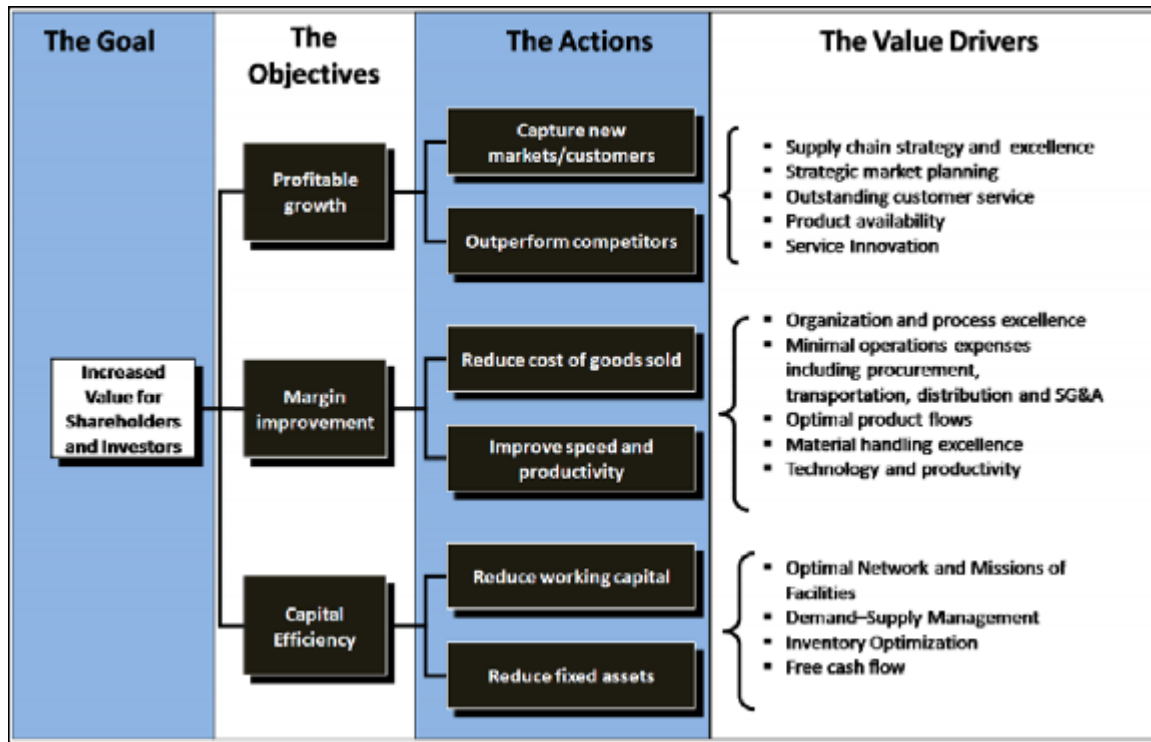 The Goal
The
Objectives
The Actions
The Value Drivers
Increased
Value for
Shareholders
and Investors
Profitable
growth
Capture new
markets/customers
Outperform competitors
▪ Supply chain strategy and excellence
▪ Strategic market planning
▪ Outstanding customer service
▪ Product availability
▪ Service Innovation
Margin
improvement
Reduce cost of goods sold
Improve speed and
productivity
▪ Organization and process excellence
▪ Minimal operations expenses
including procurement,
transportation, distribution and SG&A
▪ Optimal product flows
▪ Material handling excellence
▪ Technology and productivity
Capital
Efficiency
Reduce working capital
Reduce fixed assets
▪ Optimal Network and Missions of
Facilities
▪ Demand–Supply Management
▪ Inventory Optimization
▪ Free cash flow